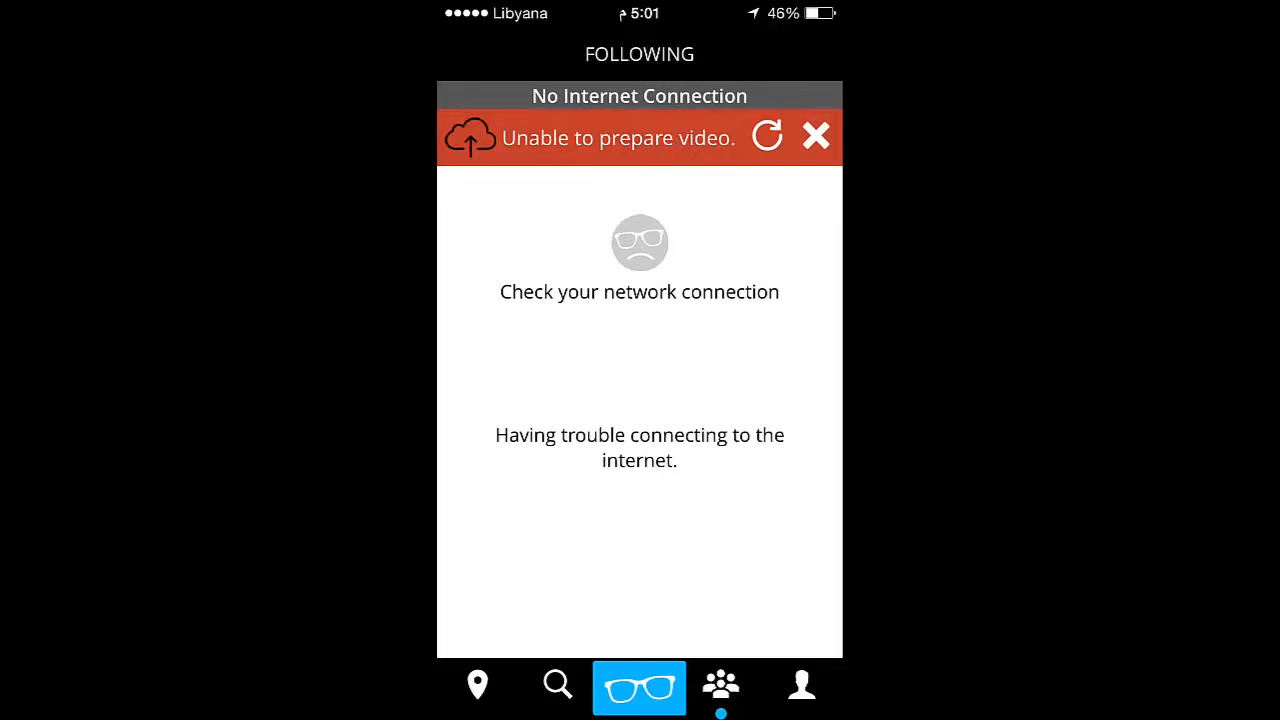 Libyana
5:01 م
46%
FOLLOWING
No Internet Connection
Unable to prepare video.
Check your network connection
Having trouble connecting to the
internet.